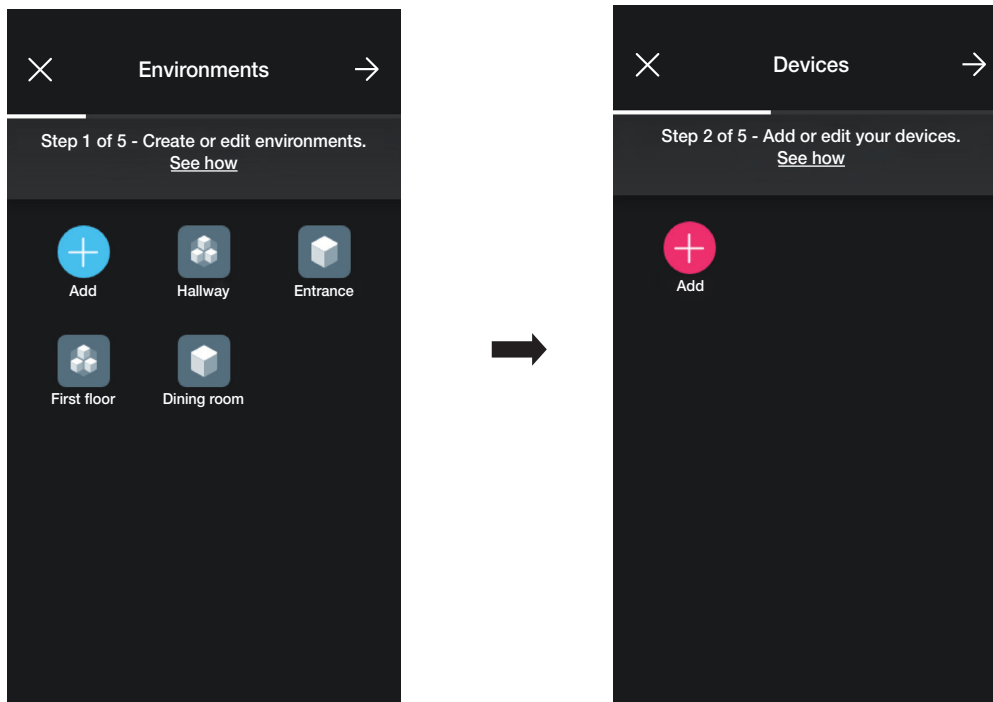 Environments
Step 1 of 5 - Create or edit environments.
See how
Add
Hallway
Entrance
First floor
Dining room
Devices
Step 2 of 5 - Add or edit your devices.
See how
Add